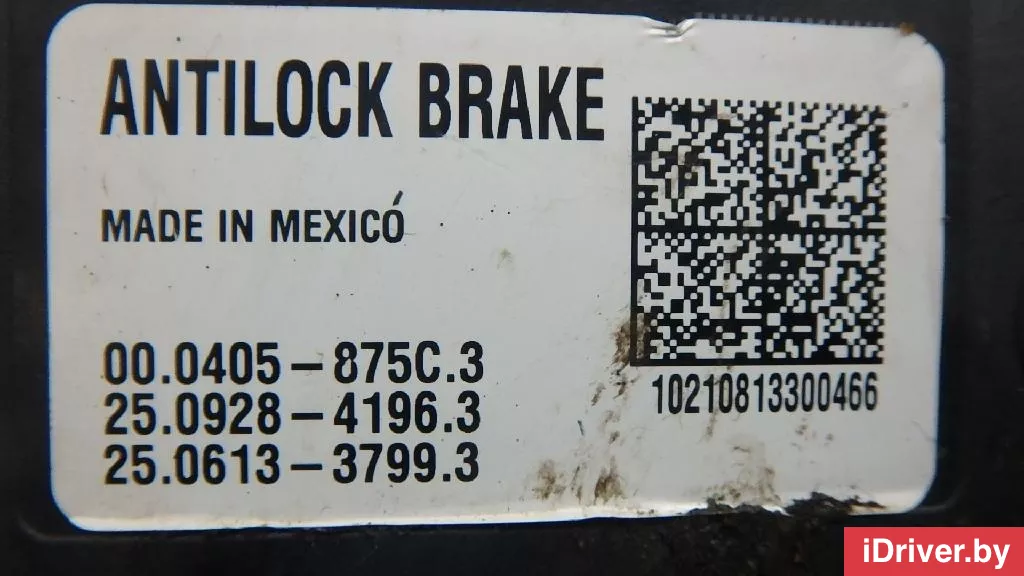 ANTILOCK BRAKE
MADE IN MEXICÓ
00.0405-875C.3
25.0928-4196.3
25.0613-3799.3
10210813300466
iDriver.by